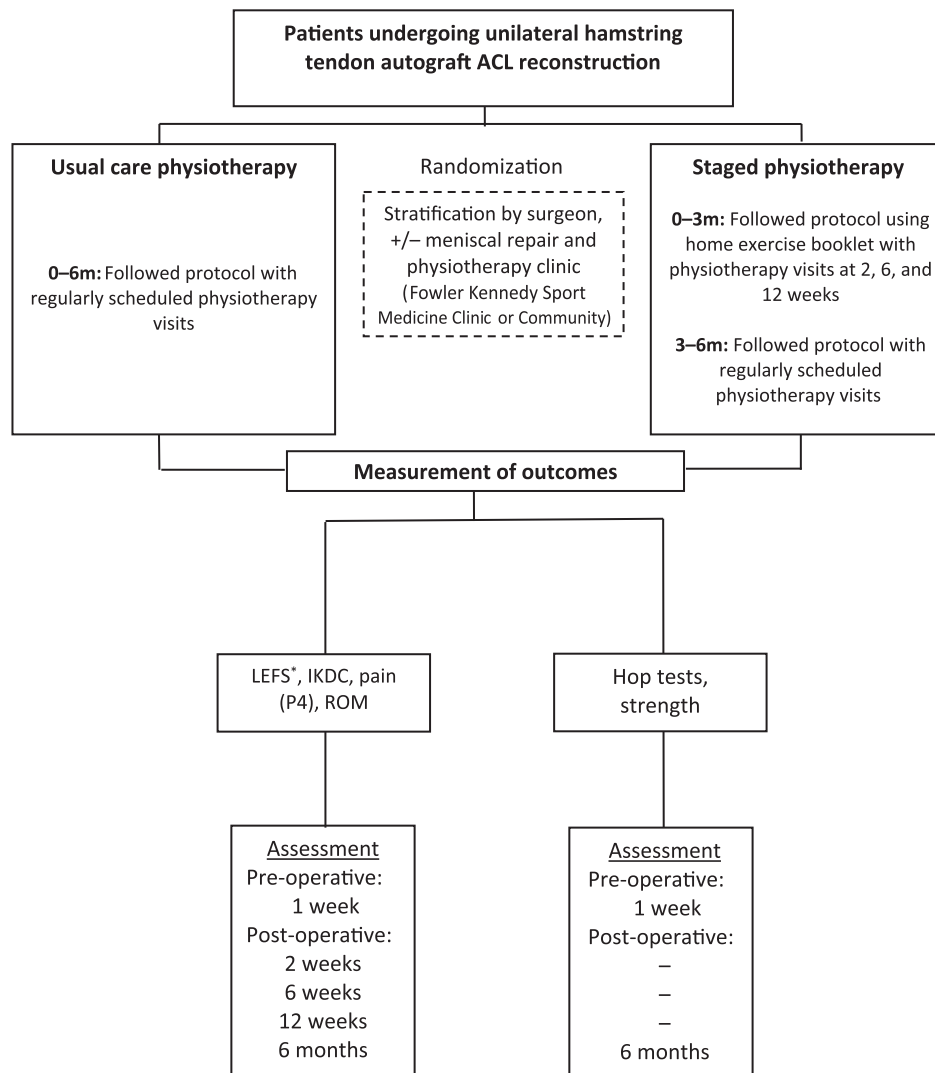 Patients undergoing unilateral hamstring
tendon autograft ACL reconstruction
Usual care physiotherapy
0–6m: Followed protocol with
regularly scheduled physiotherapy
visits
Randomization
Stratification by surgeon,
+/– meniscal repair and
physiotherapy clinic
(Fowler Kennedy Sport
Medicine Clinic or Community)
Staged physiotherapy
0–3m: Followed protocol using
home exercise booklet with
physiotherapy visits at 2, 6, and
12 weeks
3–6m: Followed protocol with
regularly scheduled
physiotherapy visits
Measurement of outcomes
LEFS*, IKDC, pain
(P4), ROM
Hop tests,
strength
Assessment
Pre-operative:
1 week
Post-operative:
2 weeks
6 weeks
12 weeks
6 months
Assessment
Pre-operative:
1 week
Post-operative:
–
–
–
6 months